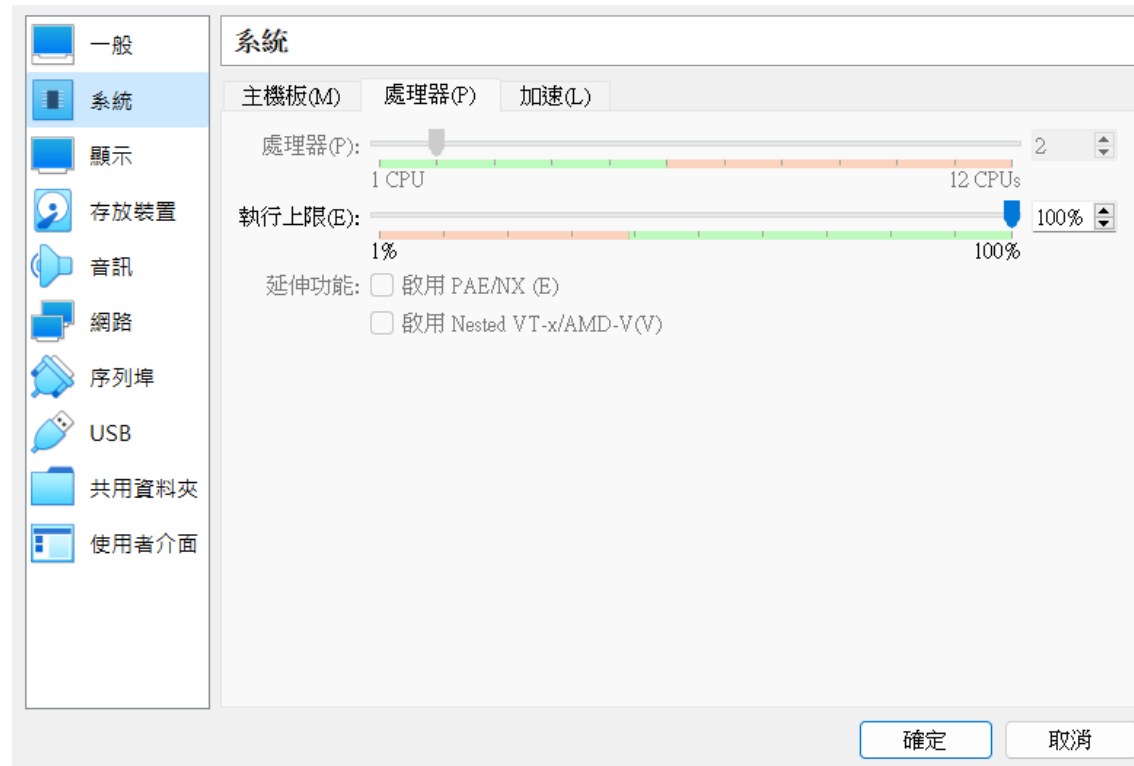 一般
系統
顯示
存放裝置
音訊
網路
序列埠
USB
共用資料夾
使用者介面
系統
主機板(M) 處理器(P) 加速(L)
處理器(P): 2
1 CPU 12 CPUs
執行上限(E): 100%
1% 100%
延伸功能: 啟用 PAE/NX (E)
啟用 Nested VT-x/AMD-V(V)
確定 取消